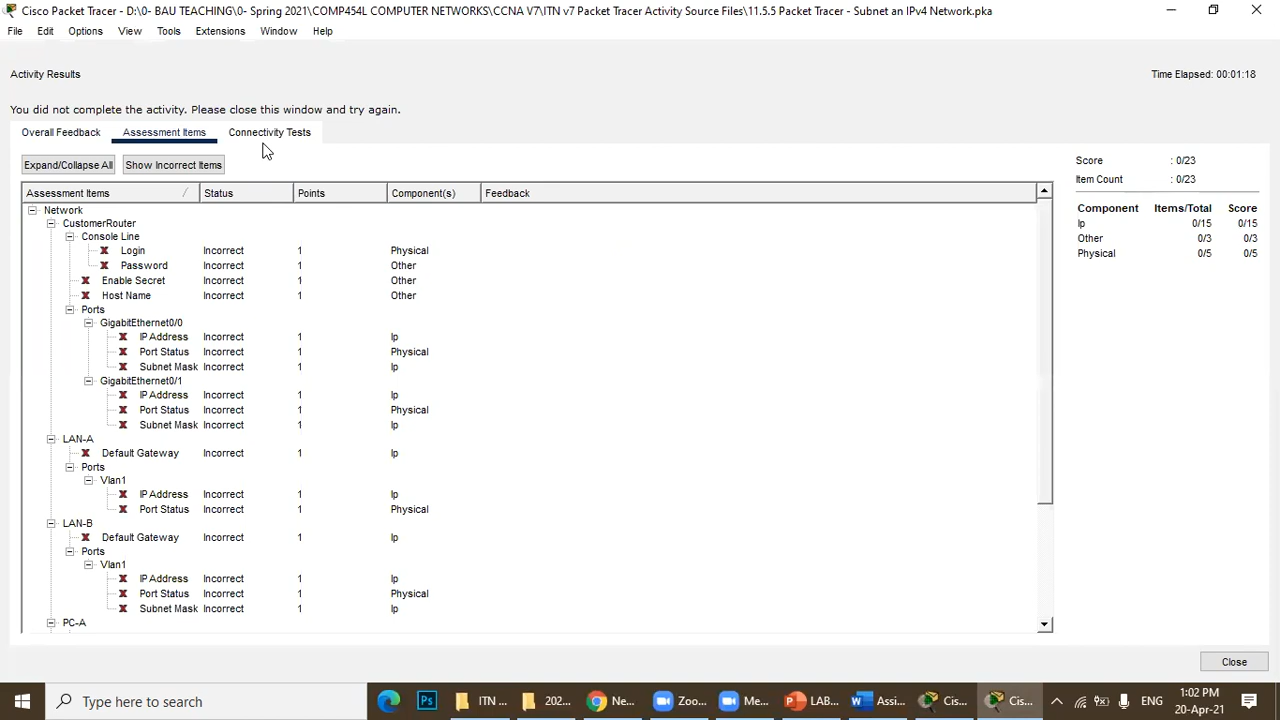 Cisco Packet Tracer - D:\0- BAU TEACHING\0- Spring 2021\COMP454L COMPUTER NETWORKS\CCNA V7\ITN v7 Packet Tracer Activity Source Files\11.5.5 Packet Tracer - Subnet an IPv4 Network.pka
File Edit Options View Tools Extensions Window Help
Activity Results Time Elapsed: 00:01:18
You did not complete the activity. Please close this window and try again.
Overall Feedback Assessment Items Connectivity Tests
Expand/Collapse All Show Incorrect Items
Assessment Items Status Points Component(s) Feedback
Network
CustomerRouter
Console Line
Login Incorrect 1 Physical
Password Incorrect 1 Other
Enable Secret Incorrect 1 Other
Host Name Incorrect 1 Other
Ports
GigabitEthernet0/0
IP Address Incorrect 1 Ip
Port Status Incorrect 1 Physical
Subnet Mask Incorrect 1 Ip
GigabitEthernet0/1
IP Address Incorrect 1 Ip
Port Status Incorrect 1 Physical
Subnet Mask Incorrect 1 Ip
LAN-A
Default Gateway Incorrect 1 Ip
Ports
Vlan1
IP Address Incorrect 1 Ip
Port Status Incorrect 1 Physical
LAN-B
Default Gateway Incorrect 1 Ip
Ports
Vlan1
IP Address Incorrect 1 Ip
Port Status Incorrect 1 Physical
Subnet Mask Incorrect 1 Ip
PC-A
Score : 0/23
Item Count : 0/23
Component Items/Total Score
Ip 0/15 0/15
Other 0/3 0/3
Physical 0/5 0/5
Close
Type here to search
Ps
ITN ...
202...
Ne...
Zoo...
Me...
LAB...
Assi...
Cis...
Cis...
ENG
1:02 PM
20-Apr-21